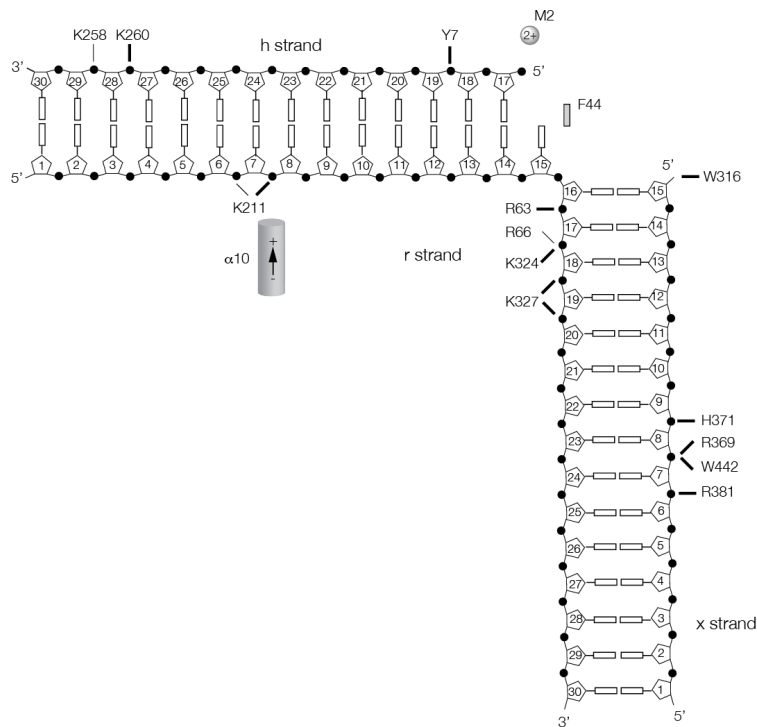 M2
2+
K258 K260 h strand Y7
3’ 5’
30 29 28 27 26 25 24 23 22 21 20 19 18 17
F44
1 2 3 4 5 6 7 8 9 10 11 12 13 14 15
5’
5’
16 15 W316
K211
R63
17 14
R66
α10 + -
r strand
K324
18 13
K327
19 12
20 11
21 10
22 9
H371
23 8
R369
W442
24 7
R381
25 6
26 5
27 4
28 3
x strand
29 2
30 1
3’ 5’